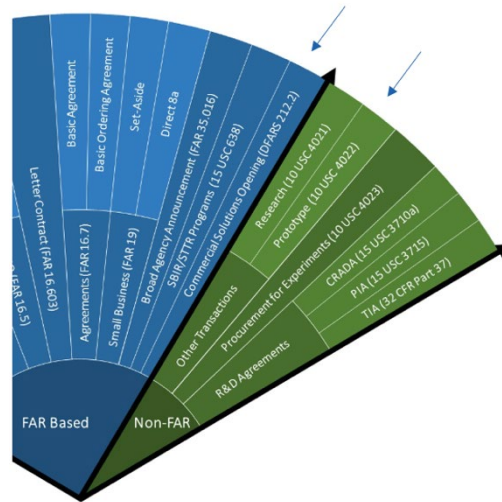 (FAR 16.5)
Letter Contract (FAR 16.603)
Basic Agreement
Basic Ordering Agreement
Agreements (FAR 16.7)
Set-Aside
Direct 8a
Small Business (FAR 19)
Broad Agency Announcement (FAR 35.016)
SBIR/STTR Programs (15 USC 638)
Commercial Solutions Opening (DFARS 212.2)
FAR Based
Research (10 USC 4021)
Prototype (10 USC 4022)
Other Transactions
Procurement for Experiments (10 USC 4023)
CRADA (15 USC 3710a)
PIA (15 USC 3715)
TIA (32 CFR Part 37)
R&D Agreements
Non-FAR